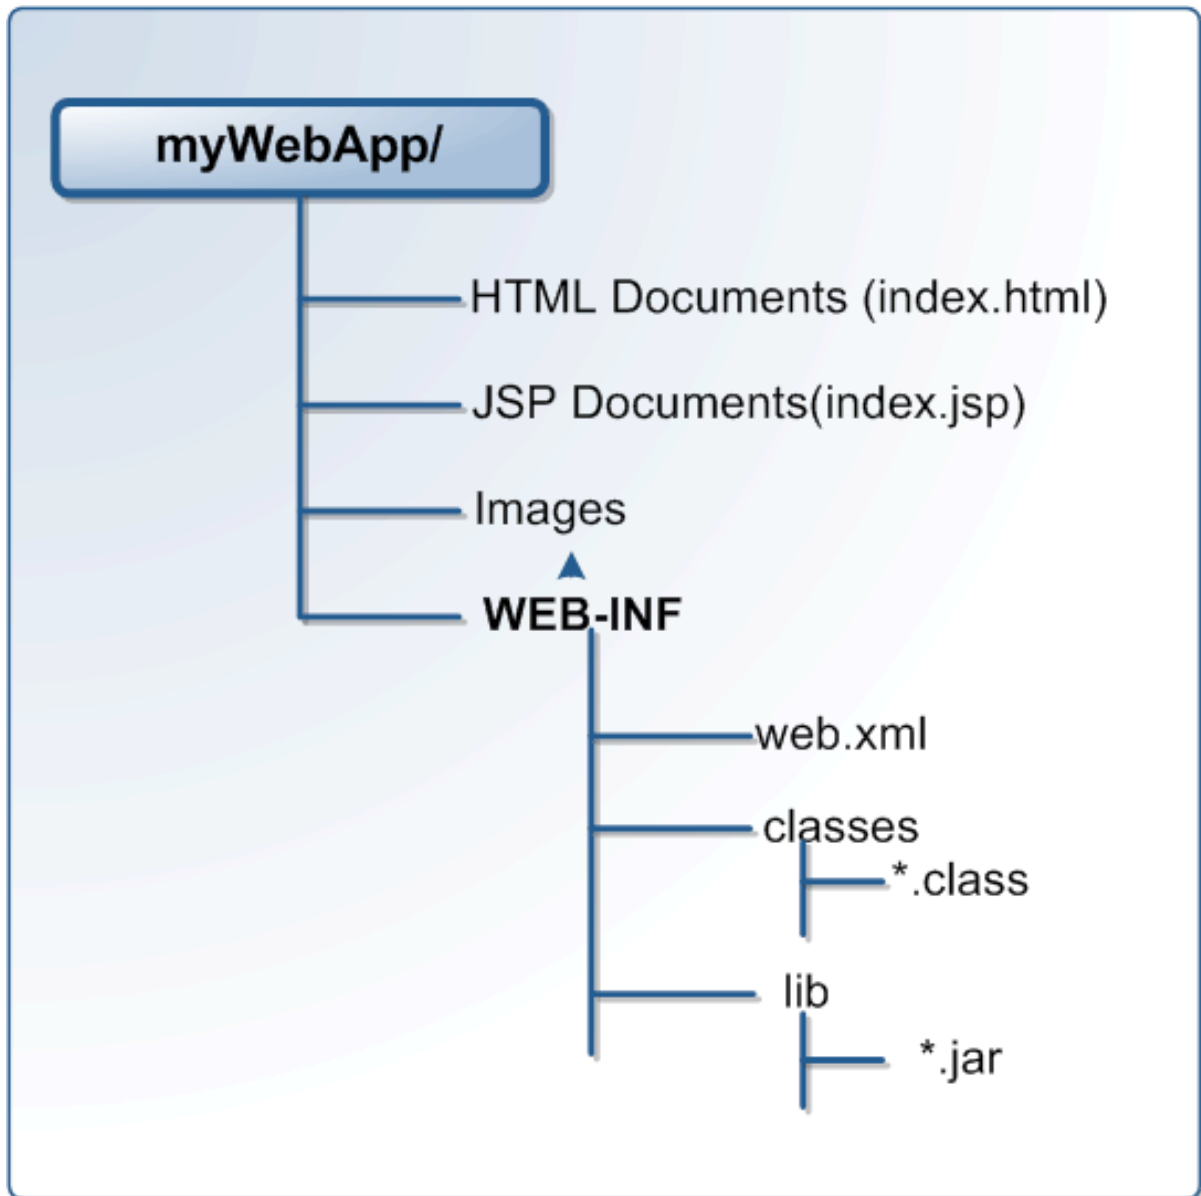 myWebApp/
HTML Documents (index.html)
JSP Documents(index.jsp)
Images
WEB-INF
web.xml
classes
*.class
lib
*.jar